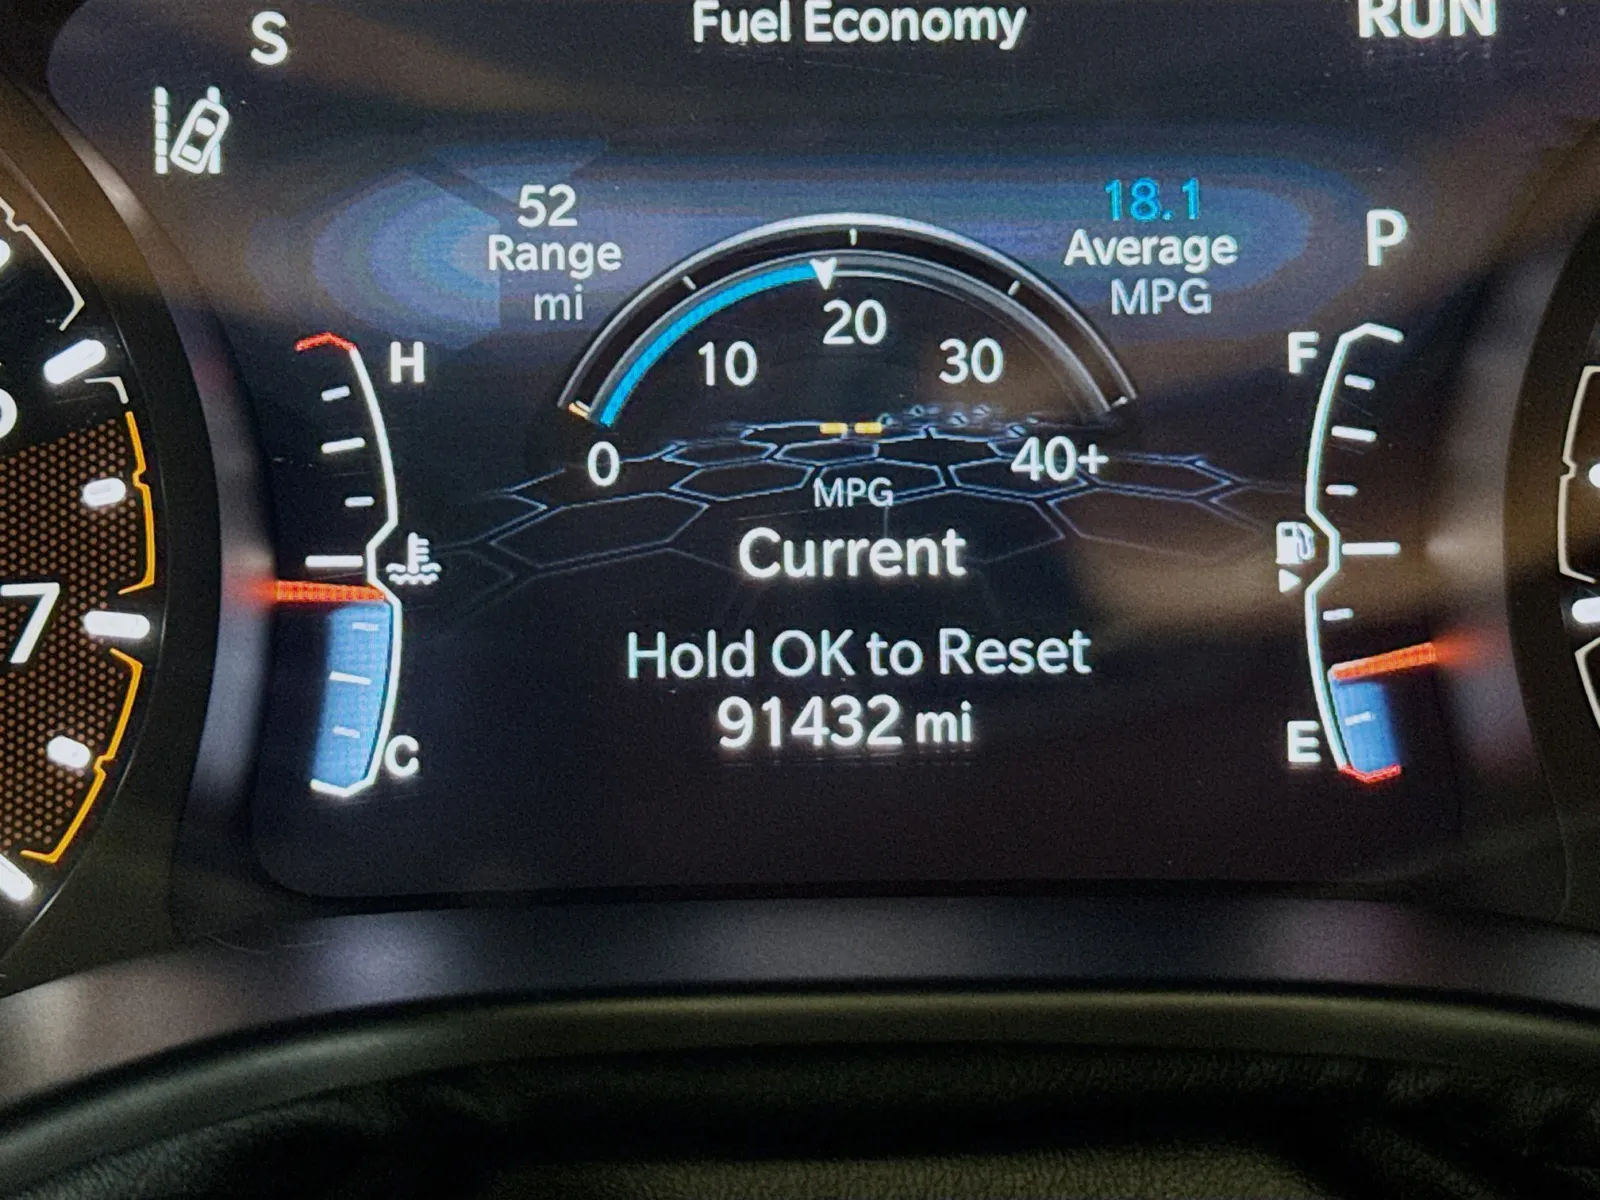 S
Fuel Economy
RUN
52
Range
mi
18.1
Average
MPG
P
H
F
10
20
30
0
40+
MPG
Current
7
Hold OK to Reset
91432 mi
C
E